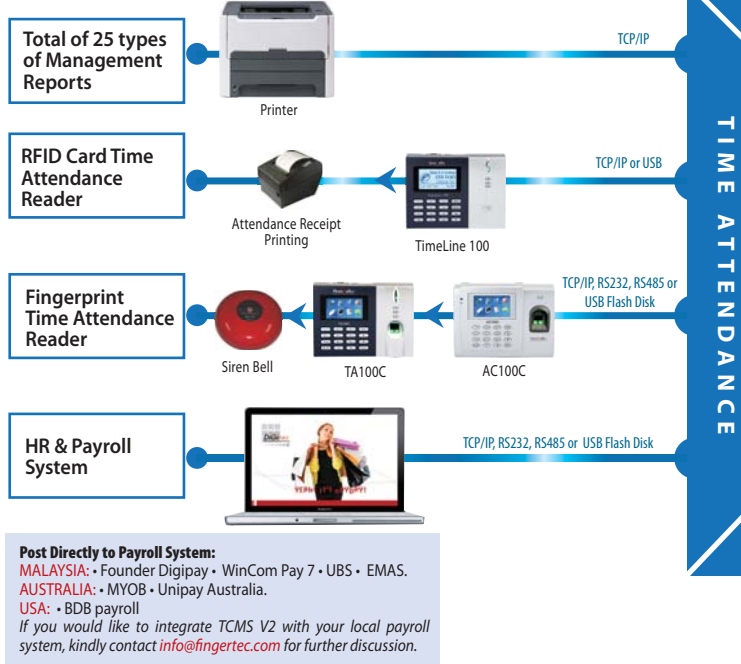 Total of 25 types
of Management
Reports
Printer
TCP/IP
RFID Card Time
Attendance
Reader
Attendance Receipt
Printing
TimeLine 100
TCP/IP or USB
Fingerprint
Time Attendance
Reader
Siren Bell
TA100C
AC100C
TCP/IP, RS232, RS485 or
USB Flash Disk
HR & Payroll
System
TCP/IP, RS232, RS485 or USB Flash Disk
TIME ATTENDANCE
Post Directly to Payroll System:
MALAYSIA: • Founder Digipay • WinCom Pay 7 • UBS • EMAS.
AUSTRALIA: • MYOB • Unipay Australia.
USA: • BDB payroll
If you would like to integrate TCMS V2 with your local payroll
system, kindly contact info@fingertec.com for further discussion.